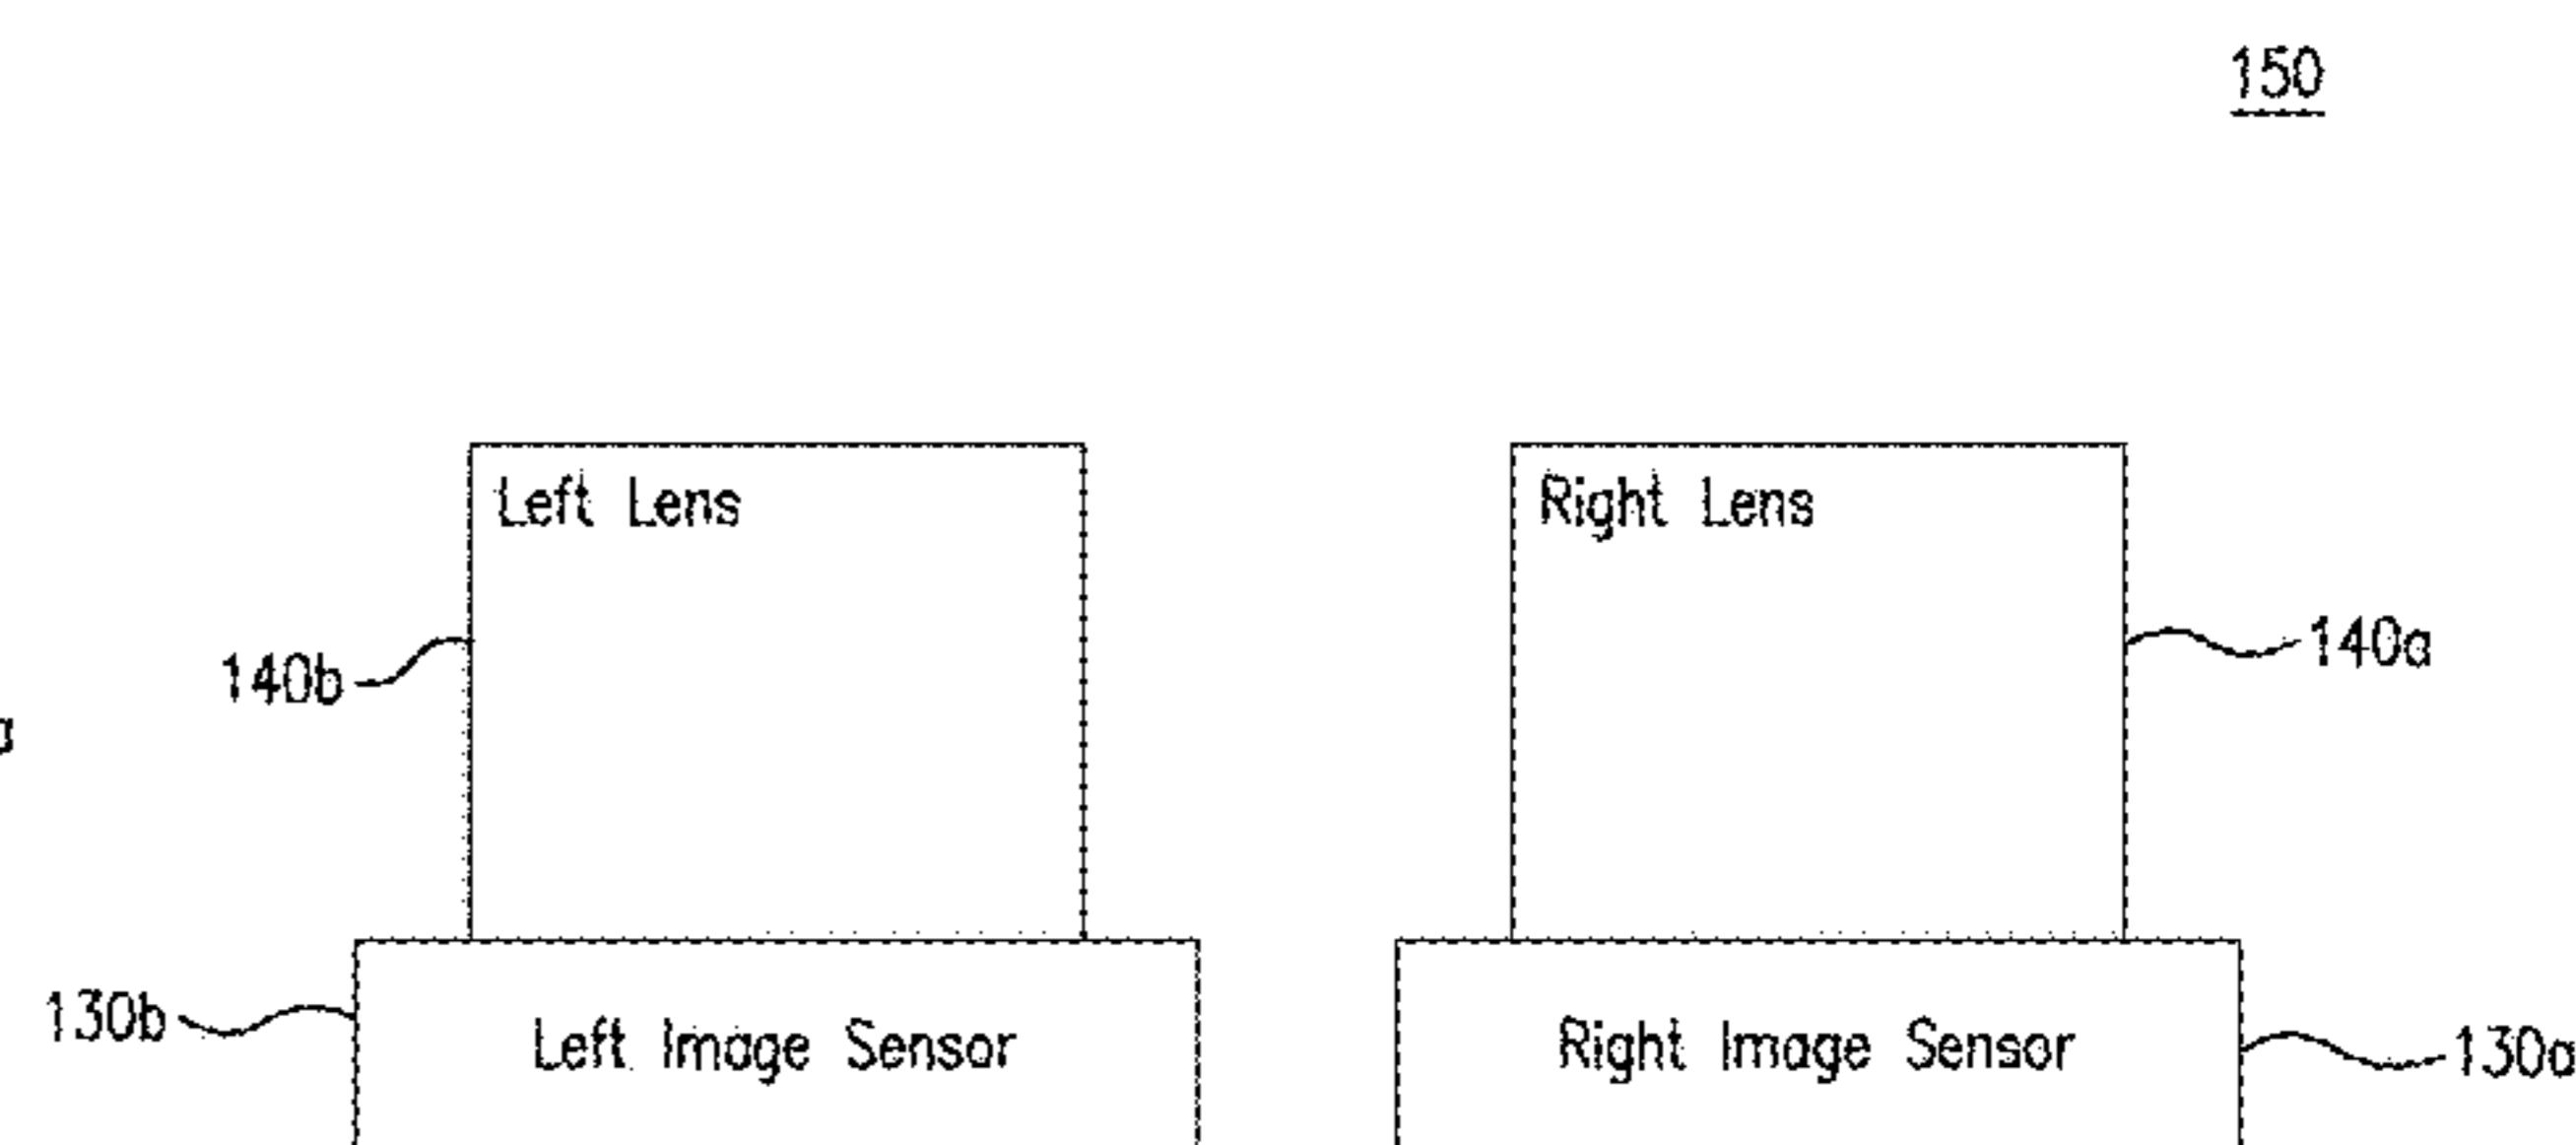 150
Left Lens
Right Lens
140b
140a
130b
Left Image Sensor
Right Image Sensor
130a